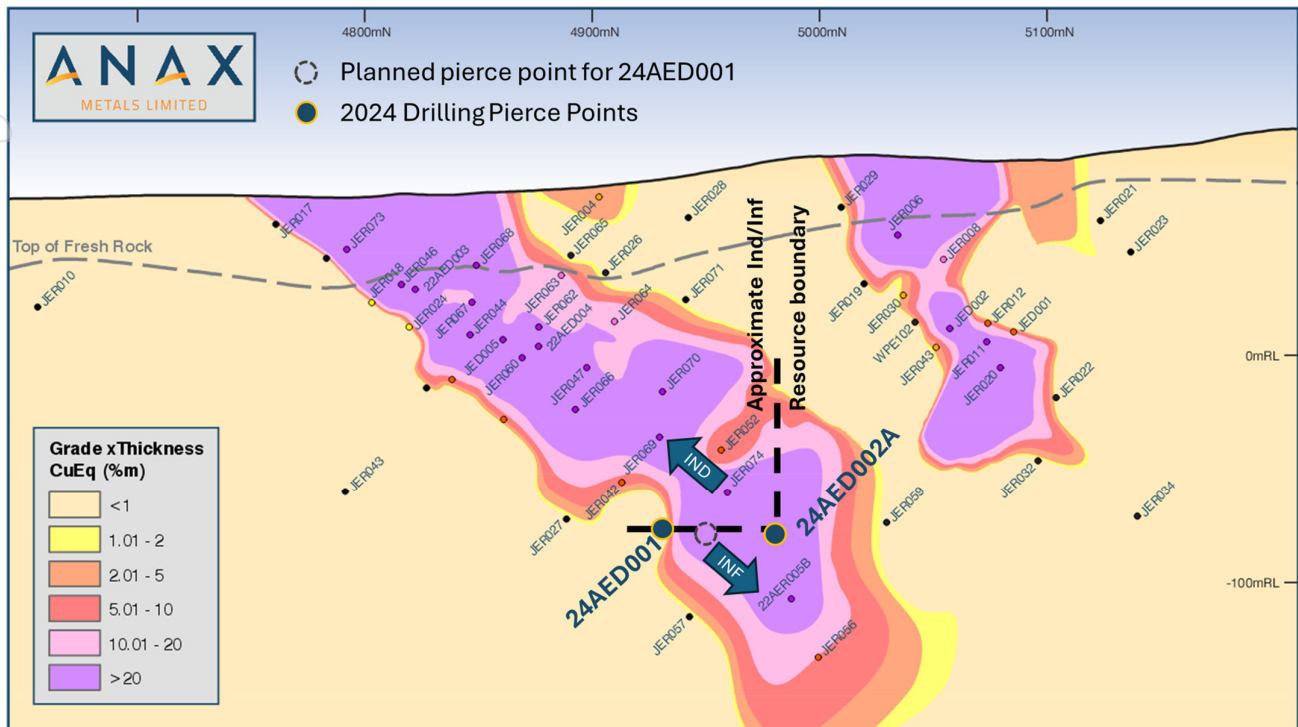 4800mN
4900mN
5000mN
5100mN
ANAX
METALS LIMITED
Planned pierce point for 24AED001
2024 Drilling Pierce Points
Top of Fresh Rock
JER010
JER017
JER073
JER018
JER046
22AED003
JER068
JER024
JER067
JER044
JER063
JER062
22AED004
JED005
JER060
JER047
JER066
JER064
JER004
JER065
JER026
JER028
JER071
JER070
JER069
JER052
JER074
JER042
JER027
JER043
JER057
22AER005B
JER056
JER059
JER029
JER006
JER008
JER019
JER030
WPE102
JER043
JED002
JER012
JED001
JER011
JER020
JER022
JER032
JER034
JER021
JER023
Approximate Ind/Inf
Resource boundary
IND
INF
24AED001
24AED002A
0mRL
-100mRL
Grade xThickness
CuEq (%m)
<1
1.01 - 2
2.01 - 5
5.01 - 10
10.01 - 20
>20